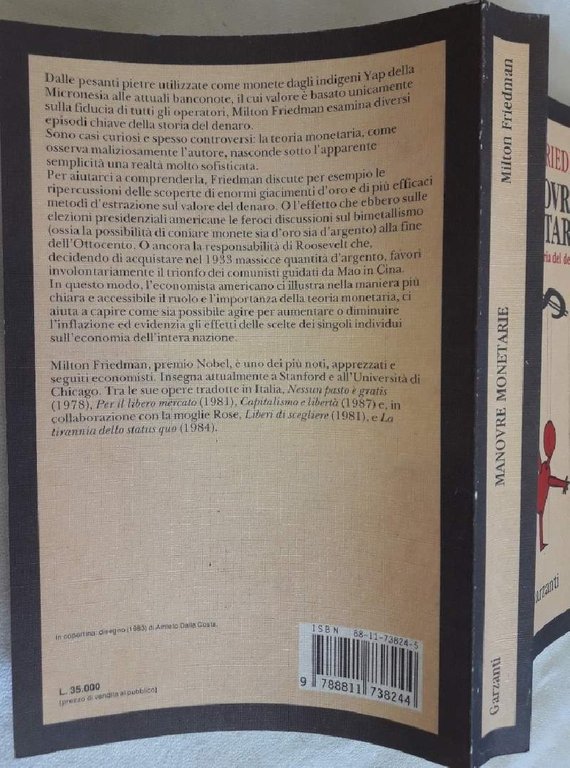 Dalle pesanti pietre utilizzate come monete dagli indigeni Yap della
Micronesia alle attuali banconote, il cui valore è basato unicamente
sulla fiducia di tutti gli operatori, Milton Friedman esamina diversi
episodi chiave della storia del denaro.
Sono casi curiosi e spesso controversi: la teoria monetaria, come
osserva maliziosamente l'autore, nasconde sotto l'apparente
semplicità una realtà molto sofisticata.
Per aiutarci a comprenderla, Friedman discute per esempio le
ripercussioni delle scoperte di enormi giacimenti d'oro e di più efficaci
metodi d'estrazione sul valore del denaro. O l'effetto che ebbero sulle
elezioni presidenziali americane le feroci discussioni sul bimetallismo
(ossia la possibilità di coniare monete sia d'oro sia d'argento) alla fine
dell'Ottocento. O ancora la responsabilità di Roosevelt che,
decidendo di acquistare nel 1933 massicce quantità d'argento, favorì
involontariamente il trionfo dei comunisti guidati da Mao in Cina.
In questo modo, l'economista americano ci illustra nella maniera più
chiara e accessibile il ruolo e l'importanza della teoria monetaria, ci
aiuta a capire come sia possibile agire per aumentare o diminuire
l'inflazione ed evidenzia gli effetti delle scelte dei singoli individui
sull'economia dell'intera nazione.
Milton Friedman, premio Nobel, è uno dei più noti, apprezzati e
seguiti economisti. Insegna attualmente a Stanford e all'Università di
Chicago. Tra le sue opere tradotte in Italia, Nessun pasto è gratis
(1978), Per il libero mercato (1981), Capitalismo e libertà (1987) e, in
collaborazione con la moglie Rose, Liberi di scegliere (1981), e La
tirannia dello status quo (1984).
In copertina: disegno (1983) di Amleto Dalla Costa.
L. 35.000
(prezzo di vendita al pubblico)
ISBN 88-11-73824-5
9 788811 738244
Milton Friedman
MANOVRE MONETARIE
Garzanti